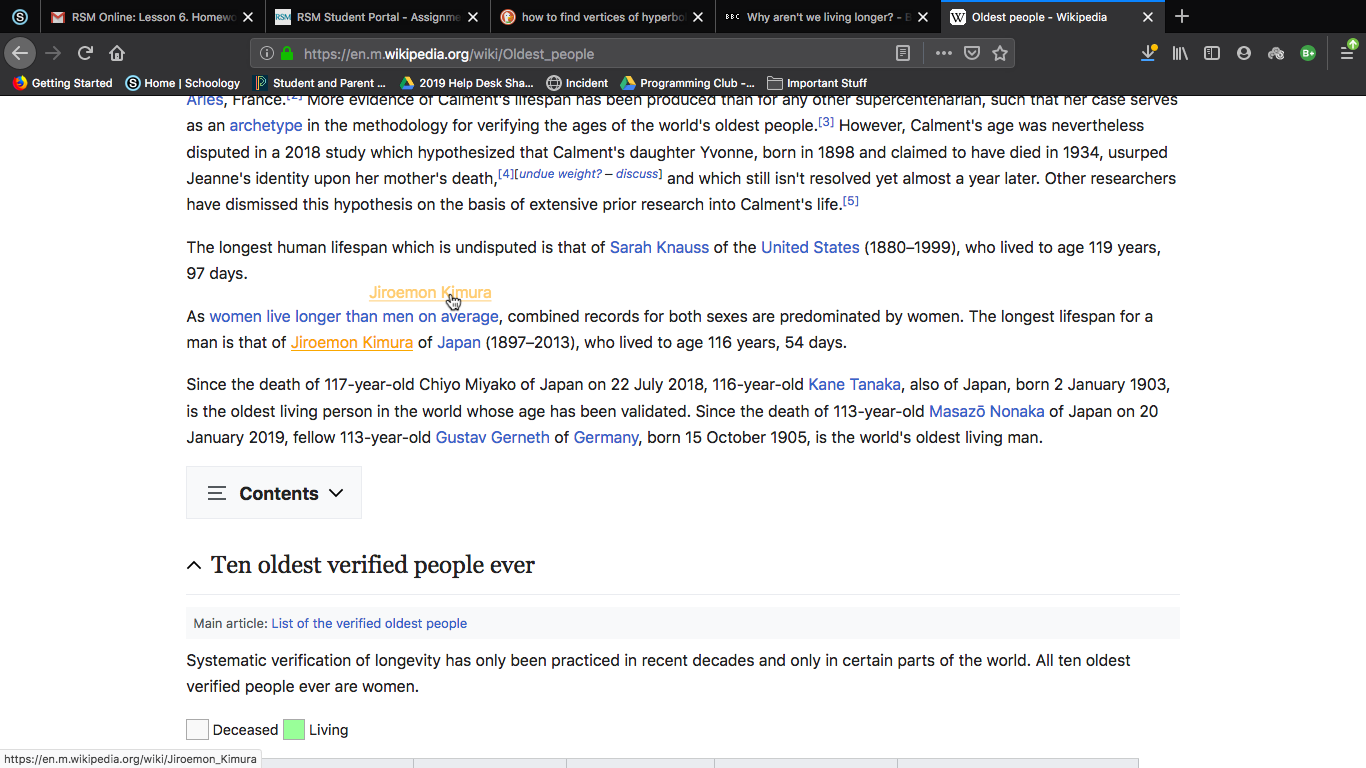 RSM Online: Lesson 6. Homewo
RSM Student Portal - Assignme
how to find vertices of hyperbol
BBC Why aren't we living longer? - B
W Oldest people - Wikipedia
https://en.m.wikipedia.org/wiki/Oldest_people
Getting Started
Home | Schoology
Student and Parent ...
2019 Help Desk Sha...
Incident
Programming Club -...
Important Stuff
Arles, France.[2] More evidence of Calment's lifespan has been produced than for any other supercentenarian, such that her case serves
as an archetype in the methodology for verifying the ages of the world's oldest people.[3] However, Calment's age was nevertheless
disputed in a 2018 study which hypothesized that Calment's daughter Yvonne, born in 1898 and claimed to have died in 1934, usurped
Jeanne's identity upon her mother's death,[4][undue weight? – discuss] and which still isn't resolved yet almost a year later. Other researchers
have dismissed this hypothesis on the basis of extensive prior research into Calment's life.[5]
The longest human lifespan which is undisputed is that of Sarah Knauss of the United States (1880–1999), who lived to age 119 years,
97 days.
Jiroemon Kimura
As women live longer than men on average, combined records for both sexes are predominated by women. The longest lifespan for a
man is that of Jiroemon Kimura of Japan (1897–2013), who lived to age 116 years, 54 days.
Since the death of 117-year-old Chiyo Miyako of Japan on 22 July 2018, 116-year-old Kane Tanaka, also of Japan, born 2 January 1903,
is the oldest living person in the world whose age has been validated. Since the death of 113-year-old Masazō Nonaka of Japan on 20
January 2019, fellow 113-year-old Gustav Gerneth of Germany, born 15 October 1905, is the world's oldest living man.
Contents
Ten oldest verified people ever
Main article: List of the verified oldest people
Systematic verification of longevity has only been practiced in recent decades and only in certain parts of the world. All ten oldest
verified people ever are women.
Deceased Living
https://en.m.wikipedia.org/wiki/Jiroemon_Kimura